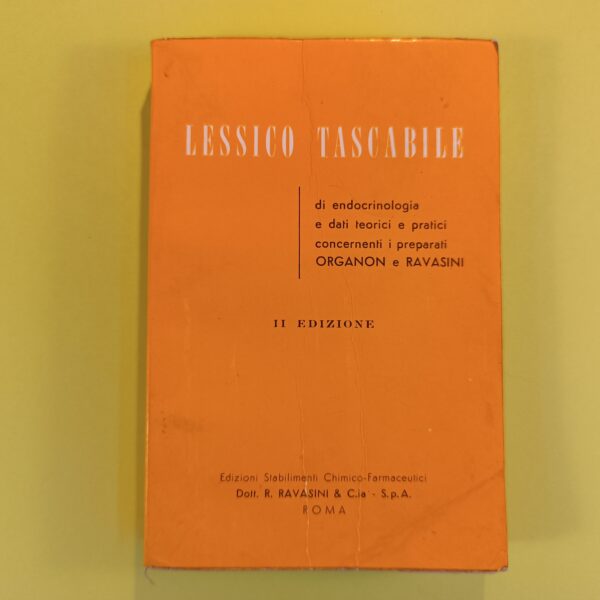 LESSICO TASCABILE
di endocrinologia
e dati teorici e pratici
concernenti i preparati
ORGANON e RAVASINI
II EDIZIONE
Edizioni Stabilimenti Chimico-Farmaceutici
Dott. R. RAVASINI & C.ia - S.p.A.
ROMA